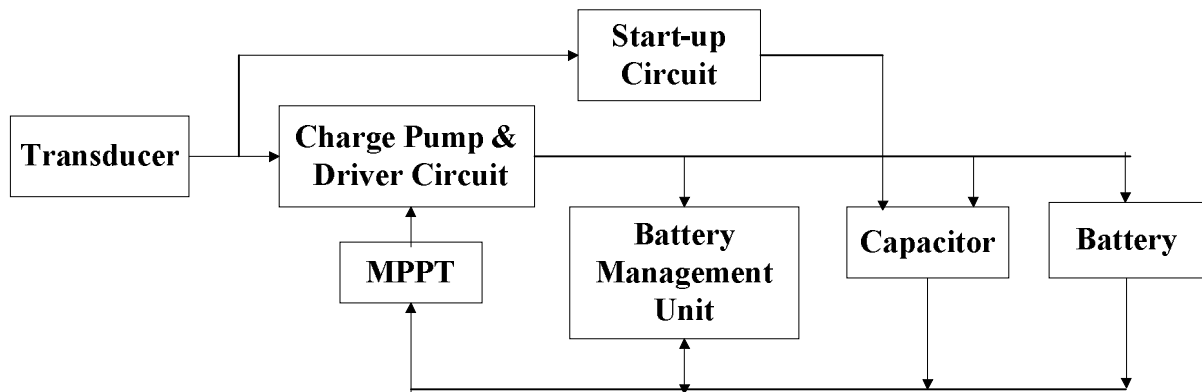 Start-up
Circuit
Transducer
Charge Pump &
Driver Circuit
MPPT
Battery
Management
Unit
Capacitor
Battery